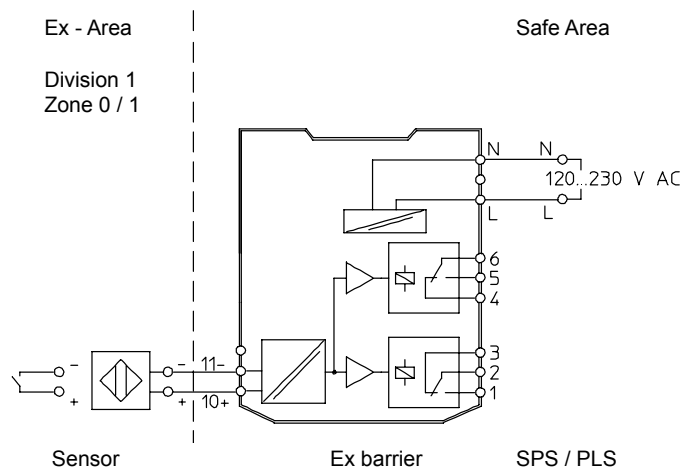 Ex - Area
Safe Area
Division 1
Zone 0 / 1
N N
120...230 V AC
L L
6
5
4
3
- - 11-
2
+ + 10+
1
Sensor
Ex barrier
SPS / PLS